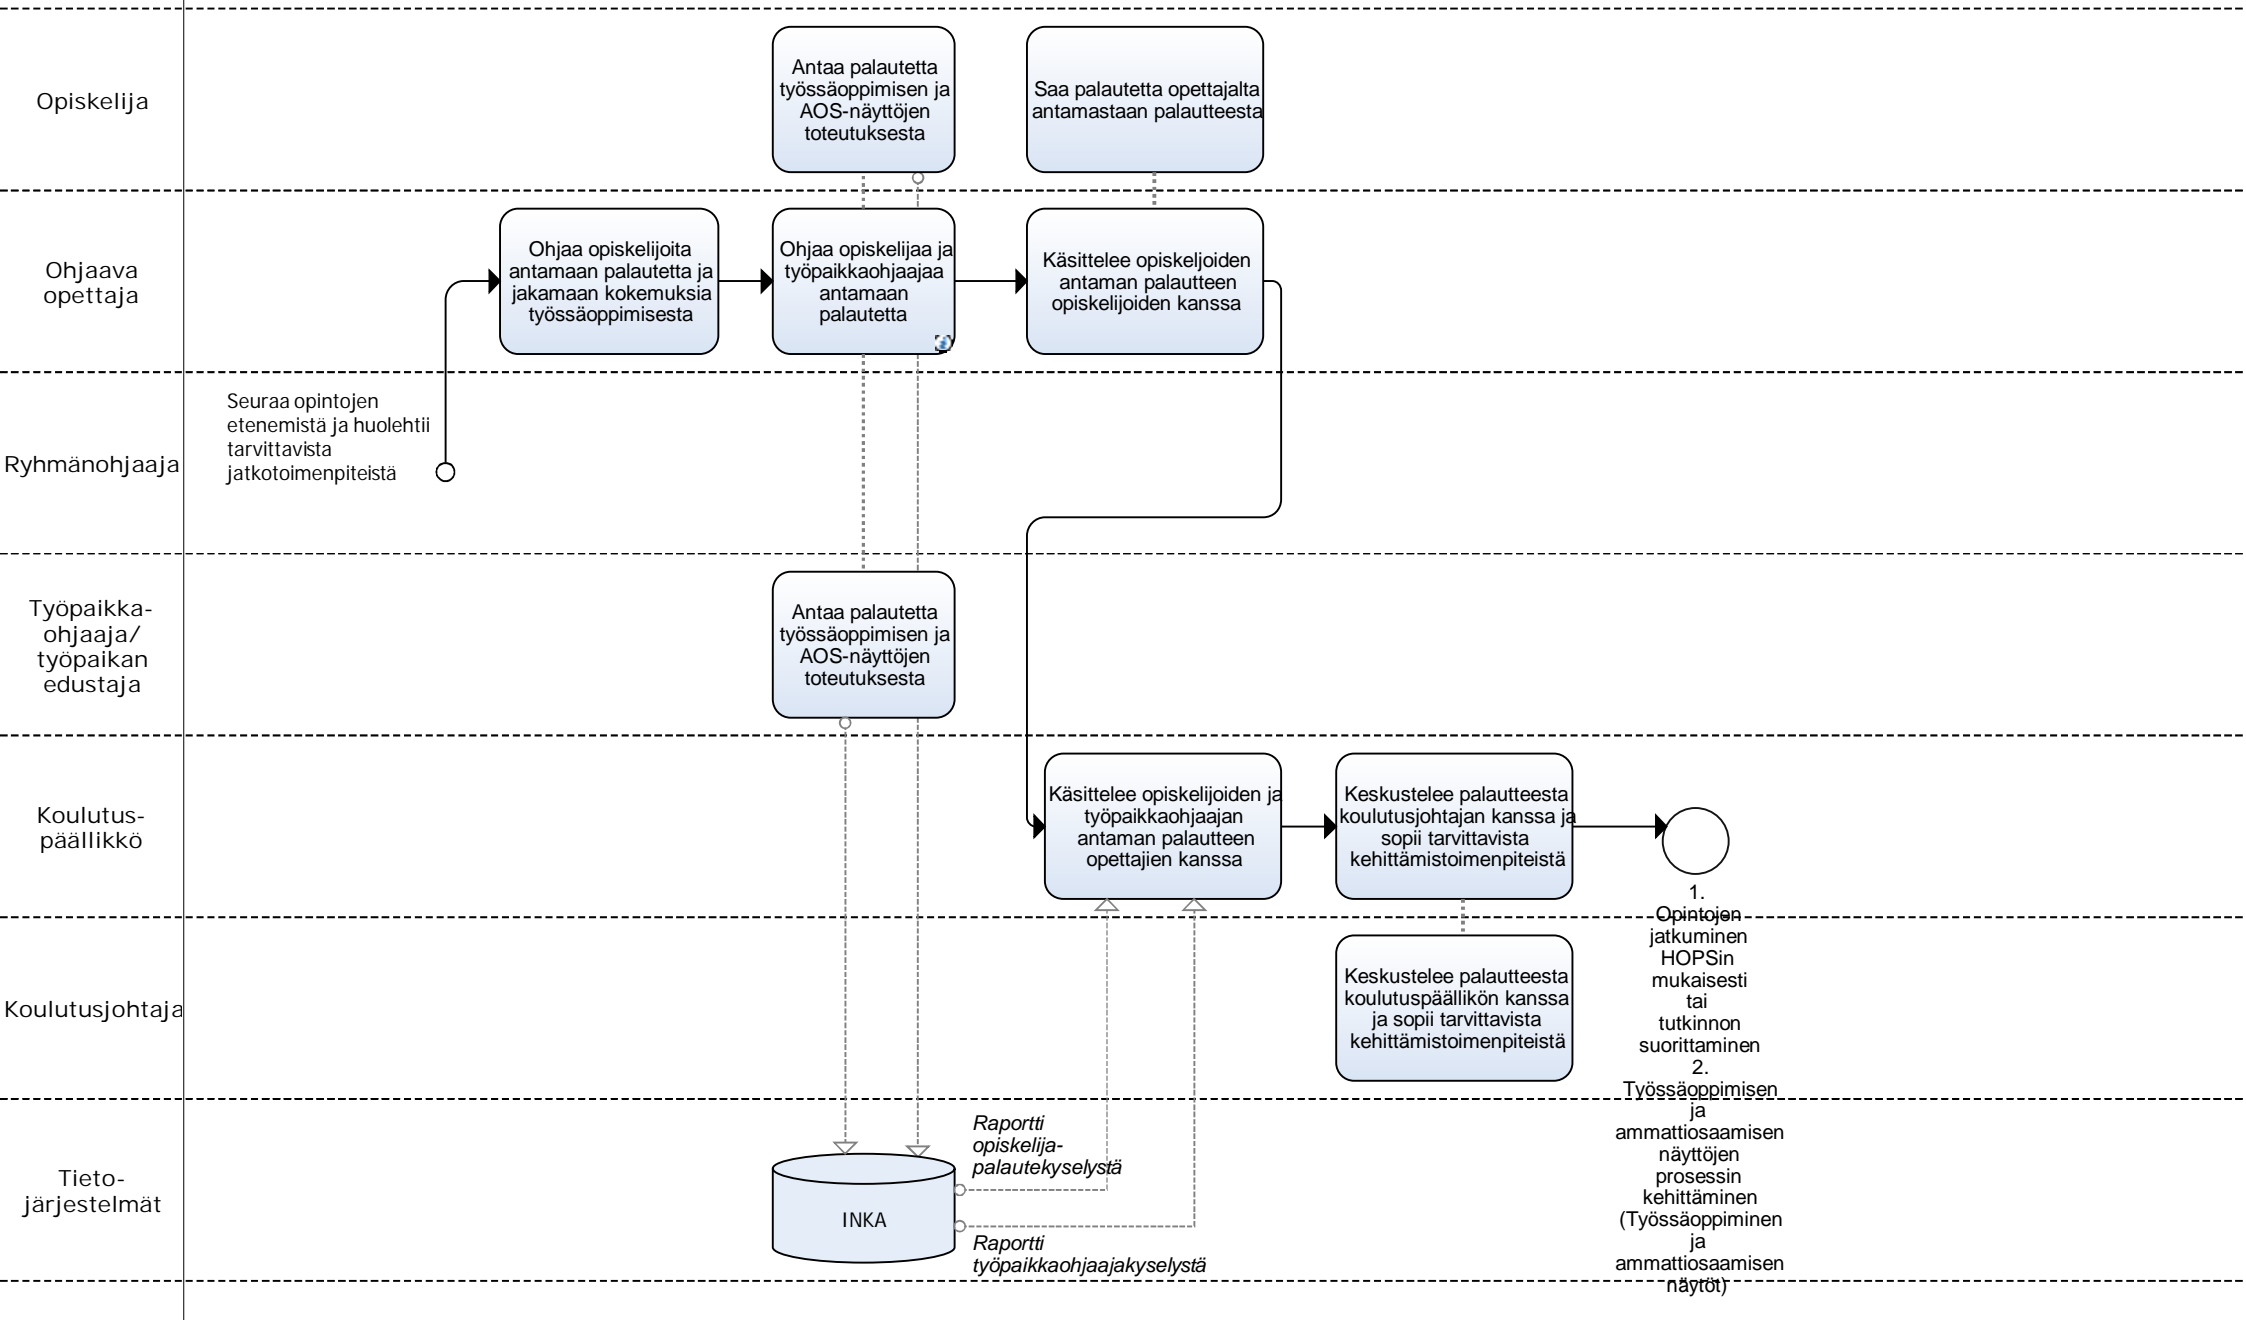 Opiskelija
Antaa palautetta
työssäoppimisen ja
AOS-näyttöjen
toteutuksesta
Saa palautetta opettajalta
antamastaan palautteesta
Ohjaava
opettaja
Ohjaa opiskelijoita
antamaan palautetta ja
jakamaan kokemuksia
työssäoppimisesta
Ohjaa opiskelijaa ja
työpaikkaohjaajaa
antamaan
palautetta
Käsittelee opiskeljoiden
antaman palautteen
opiskelijoiden kanssa
Ryhmänohjaaja
Seuraa opintojen
etenemistä ja huolehtii
tarvittavista
jatkotoimenpiteistä
Työpaikka-
ohjaaja/
työpaikan
edustaja
Antaa palautetta
työssäoppimisen ja
AOS-näyttöjen
toteutuksesta
Koulutus-
päällikkö
Käsittelee opiskelijoiden ja
työpaikkaohjaajan
antaman palautteen
opettajien kanssa
Keskustelee palautteesta
koulutusjohtajan kanssa ja
sopii tarvittavista
kehittämistoimenpiteistä
1.
Opintojen
jatkuminen
HOPSin
mukaisesti
tai
tutkinnon
suorittaminen
2.
Työssäoppimisen
ja
ammattiosaamisen
näyttöjen
prosessin
kehittäminen
(Työssäoppiminen
ja
ammattiosaamisen
näytöt)
Koulutusjohtaja
Keskustelee palautteesta
koulutuspäällikön kanssa
ja sopii tarvittavista
kehittämistoimenpiteistä
Tieto-
järjestelmät
INKA
Raportti
opiskelija-
palautekyselystä
Raportti
työpaikkaohjaajakyselystä